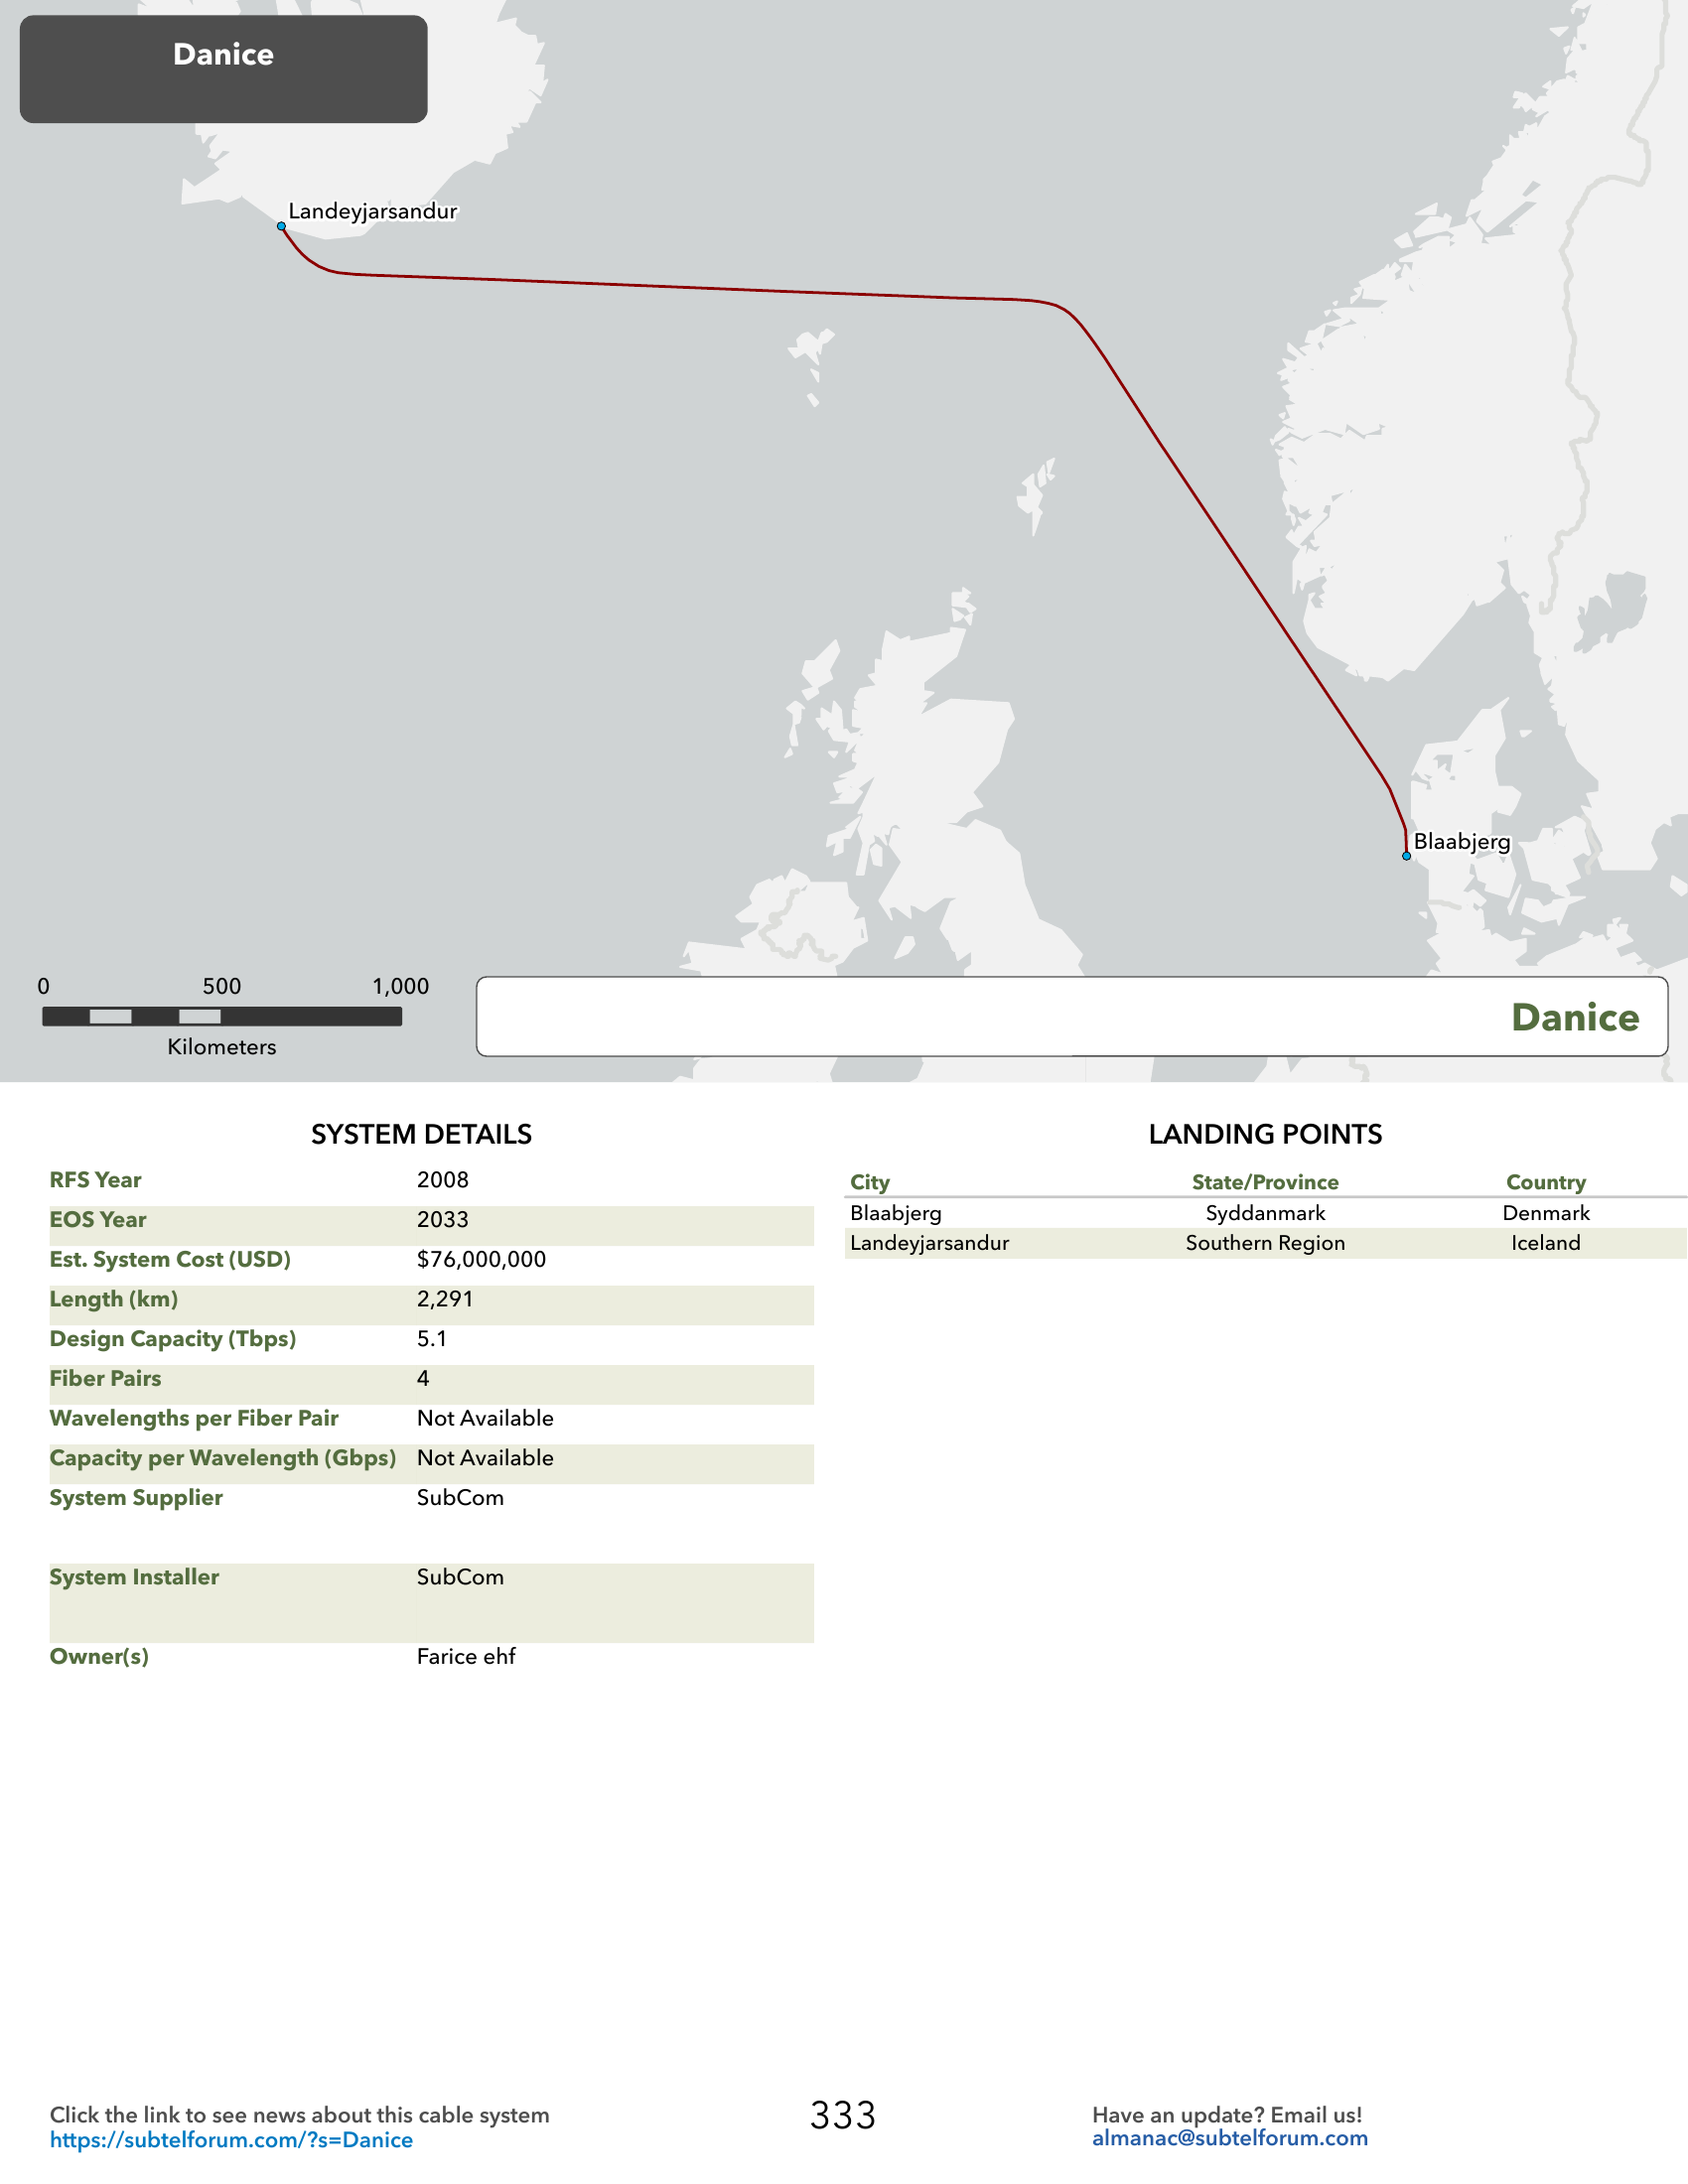 Danice
Landeyjarsandur
Blaabjerg
0 500 1,000
Kilometers
Danice
SYSTEM DETAILS
RFS Year 2008
EOS Year 2033
Est. System Cost (USD) $76,000,000
Length (km) 2,291
Design Capacity (Tbps) 5.1
Fiber Pairs 4
Wavelengths per Fiber Pair Not Available
Capacity per Wavelength (Gbps) Not Available
System Supplier SubCom
System Installer SubCom
Owner(s) Farice ehf
LANDING POINTS
City State/Province Country
Blaabjerg Syddanmark Denmark
Landeyjarsandur Southern Region Iceland
Click the link to see news about this cable system
https://subtelforum.com/?s=Danice
333
Have an update? Email us!
almanac@subtelforum.com